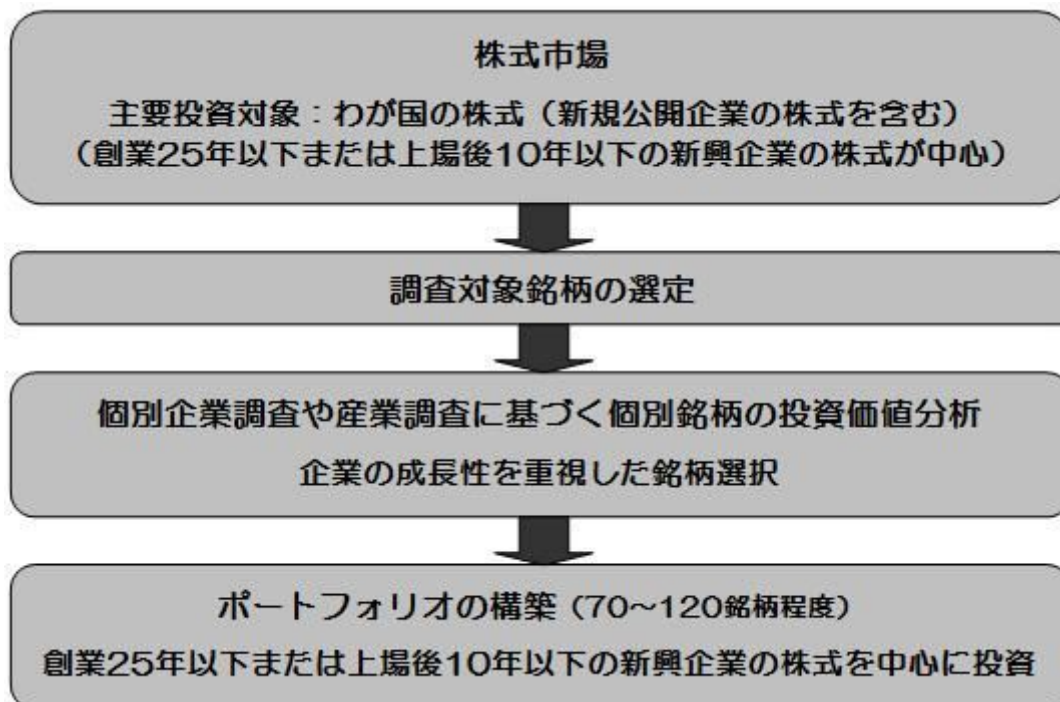 株式市場
主要投資対象：わが国の株式（新規公開企業の株式を含む）
（創業25年以下または上場後10年以下の新興企業の株式が中心）
調査対象銘柄の選定
個別企業調査や産業調査に基づく個別銘柄の投資価値分析
企業の成長性を重視した銘柄選択
ポートフォリオの構築（70～120銘柄程度）
創業25年以下または上場後10年以下の新興企業の株式を中心に投資